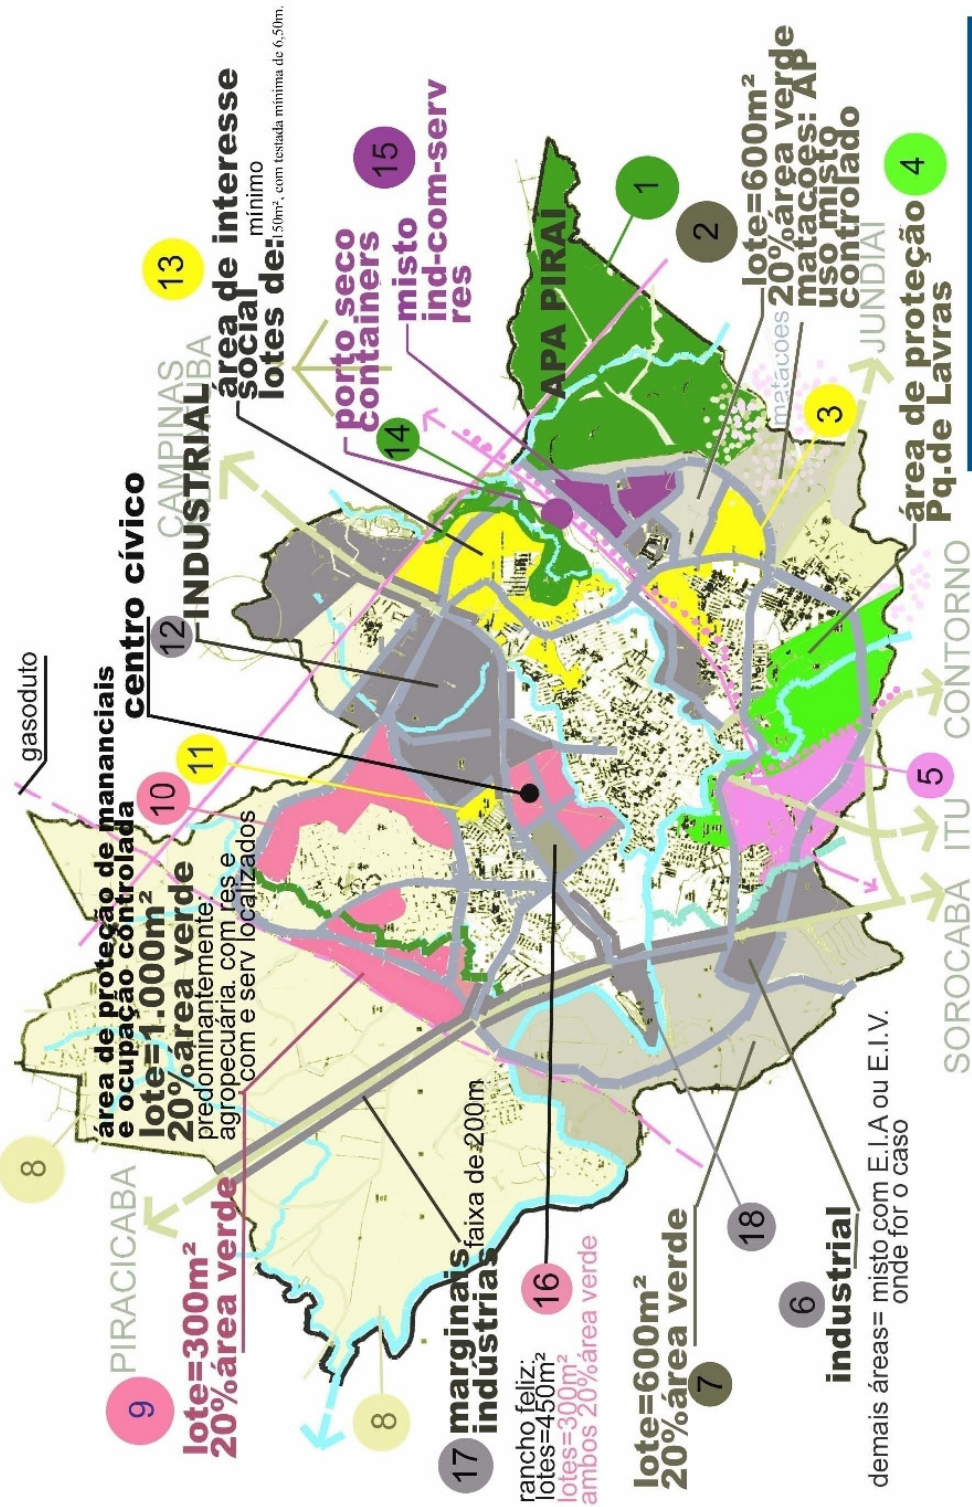 gasoduto
13
área de interesse
social
lotes de:
mínimo
150m², com testada mínima de 6,50m.
CAMPINAS
INDUSTRIAL
12
centro cívico
porto seco
containers
14
15
misto
ind-com-serv
res
APA PIRAÍ
1
2
lote=600m²
20%área verde
matacoes: AP
uso misto
controlado
matacoes
JUNDIAÍ
3
4
área de proteção
Pq.de Lavras
CONTORNO
ITU
5
SOROCABA
8
área de proteção de mananciais
e ocupação controlada
lote=1.000m²
20%área verde
predominantemente:
agropecuária. com res e
com e serv localizados
10
11
PIRACICABA
9
lote=300m²
20%área verde
8
17
marginais
indústrias
faixa de 200m
16
rancho feliz:
lotes=450m²
lotes=300m²
ambos 20%área verde
lote=600m²
20%área verde
7
18
6
industrial
demais áreas= misto com E.I.A ou E.I.V.
onde for o caso